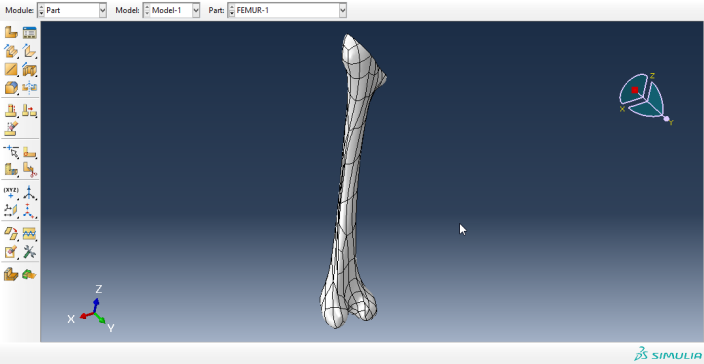 Module: Part Model: Model-1 Part: FEMUR-1
Z
X
Y
(XYZ)
Z
X
Y
SIMULIA